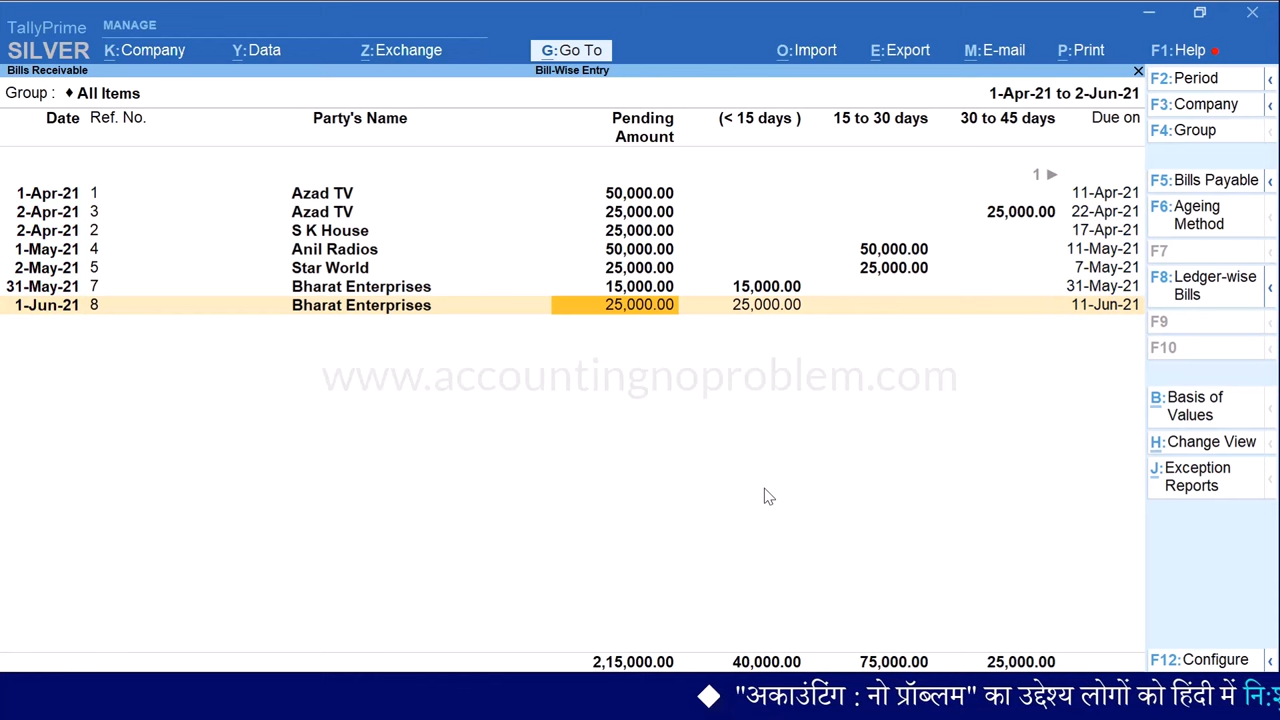 TallyPrime MANAGE
SILVER K:Company Y:Data Z:Exchange G:Go To O:Import E:Export M:E-mail P:Print F1:Help
Bills Receivable Bill-Wise Entry
Group : ♦ All Items 1-Apr-21 to 2-Jun-21
Date Ref. No. Party's Name Pending (< 15 days ) 15 to 30 days 30 to 45 days Due on
Amount
1 ►
1-Apr-21 1 Azad TV 50,000.00 11-Apr-21
2-Apr-21 3 Azad TV 25,000.00 25,000.00 22-Apr-21
2-Apr-21 2 S K House 25,000.00 17-Apr-21
1-May-21 4 Anil Radios 50,000.00 50,000.00 11-May-21
2-May-21 5 Star World 25,000.00 25,000.00 7-May-21
31-May-21 7 Bharat Enterprises 15,000.00 15,000.00 31-May-21
1-Jun-21 8 Bharat Enterprises 25,000.00 25,000.00 11-Jun-21
www.accountingnoproblem.com
2,15,000.00 40,000.00 75,000.00 25,000.00
F2:Period
F3:Company
F4:Group
F5:Bills Payable
F6:Ageing
Method
F7
F8:Ledger-wise
Bills
F9
F10
B:Basis of
Values
H:Change View
J:Exception
Reports
F12:Configure
◆ "अकाउंटिंग : नो प्रॉब्लम" का उद्देश्य लोगों को हिंदी में